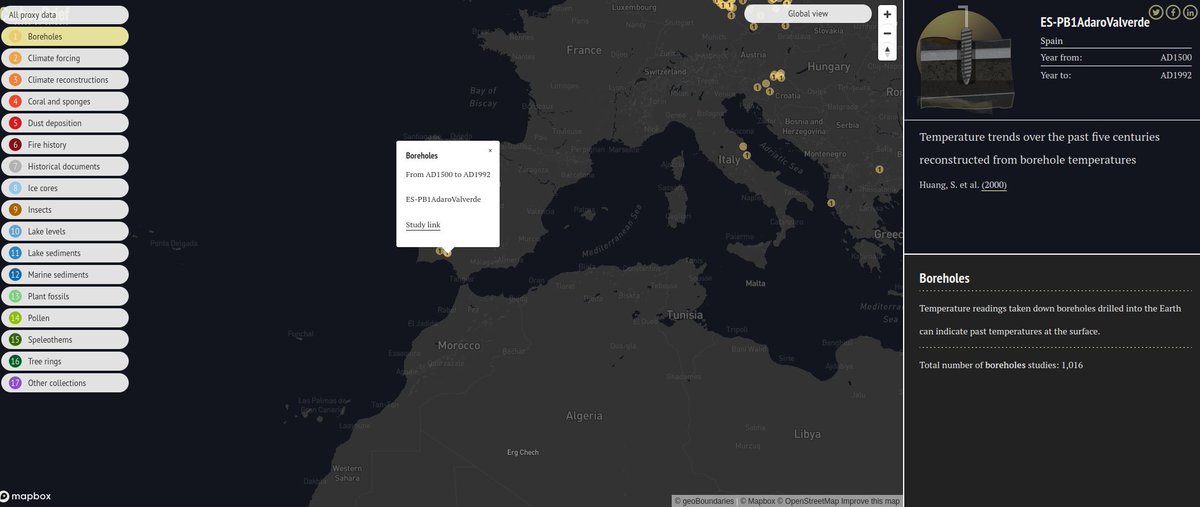 All proxy data
1 Boreholes
2 Climate forcing
3 Climate reconstructions
4 Coral and sponges
5 Dust deposition
6 Fire history
7 Historical documents
8 Ice cores
9 Insects
10 Lake levels
11 Lake sediments
12 Marine sediments
13 Plant fossils
14 Pollen
15 Speleothems
16 Tree rings
17 Other collections
mapbox
Global view
+
−
Luxembourg
France
Switzerland
Austria
Slovakia
Hungary
Croatia
Bosnia and
Herzegovina
Serbia
Montenegro
Bay of
Biscay
Italy
Adriatic Sea
Greece
Mediterranean Sea
Malta
Tunisia
Morocco
Algeria
Libya
Erg Chech
Western
Sahara
Ponta Delgada
Funchal
Las Palmas de
Gran Canaria
Boreholes
×
From AD1500 to AD1992
ES-PB1AdaroValverde
Study link
© geoBoundaries | © Mapbox © OpenStreetMap Improve this map
ES-PB1AdaroValverde
Spain
Year from: AD1500
Year to: AD1992
Temperature trends over the past five centuries
reconstructed from borehole temperatures
Huang, S. et al. (2000)
Boreholes
Temperature readings taken down boreholes drilled into the Earth
can indicate past temperatures at the surface.
Total number of boreholes studies: 1,016